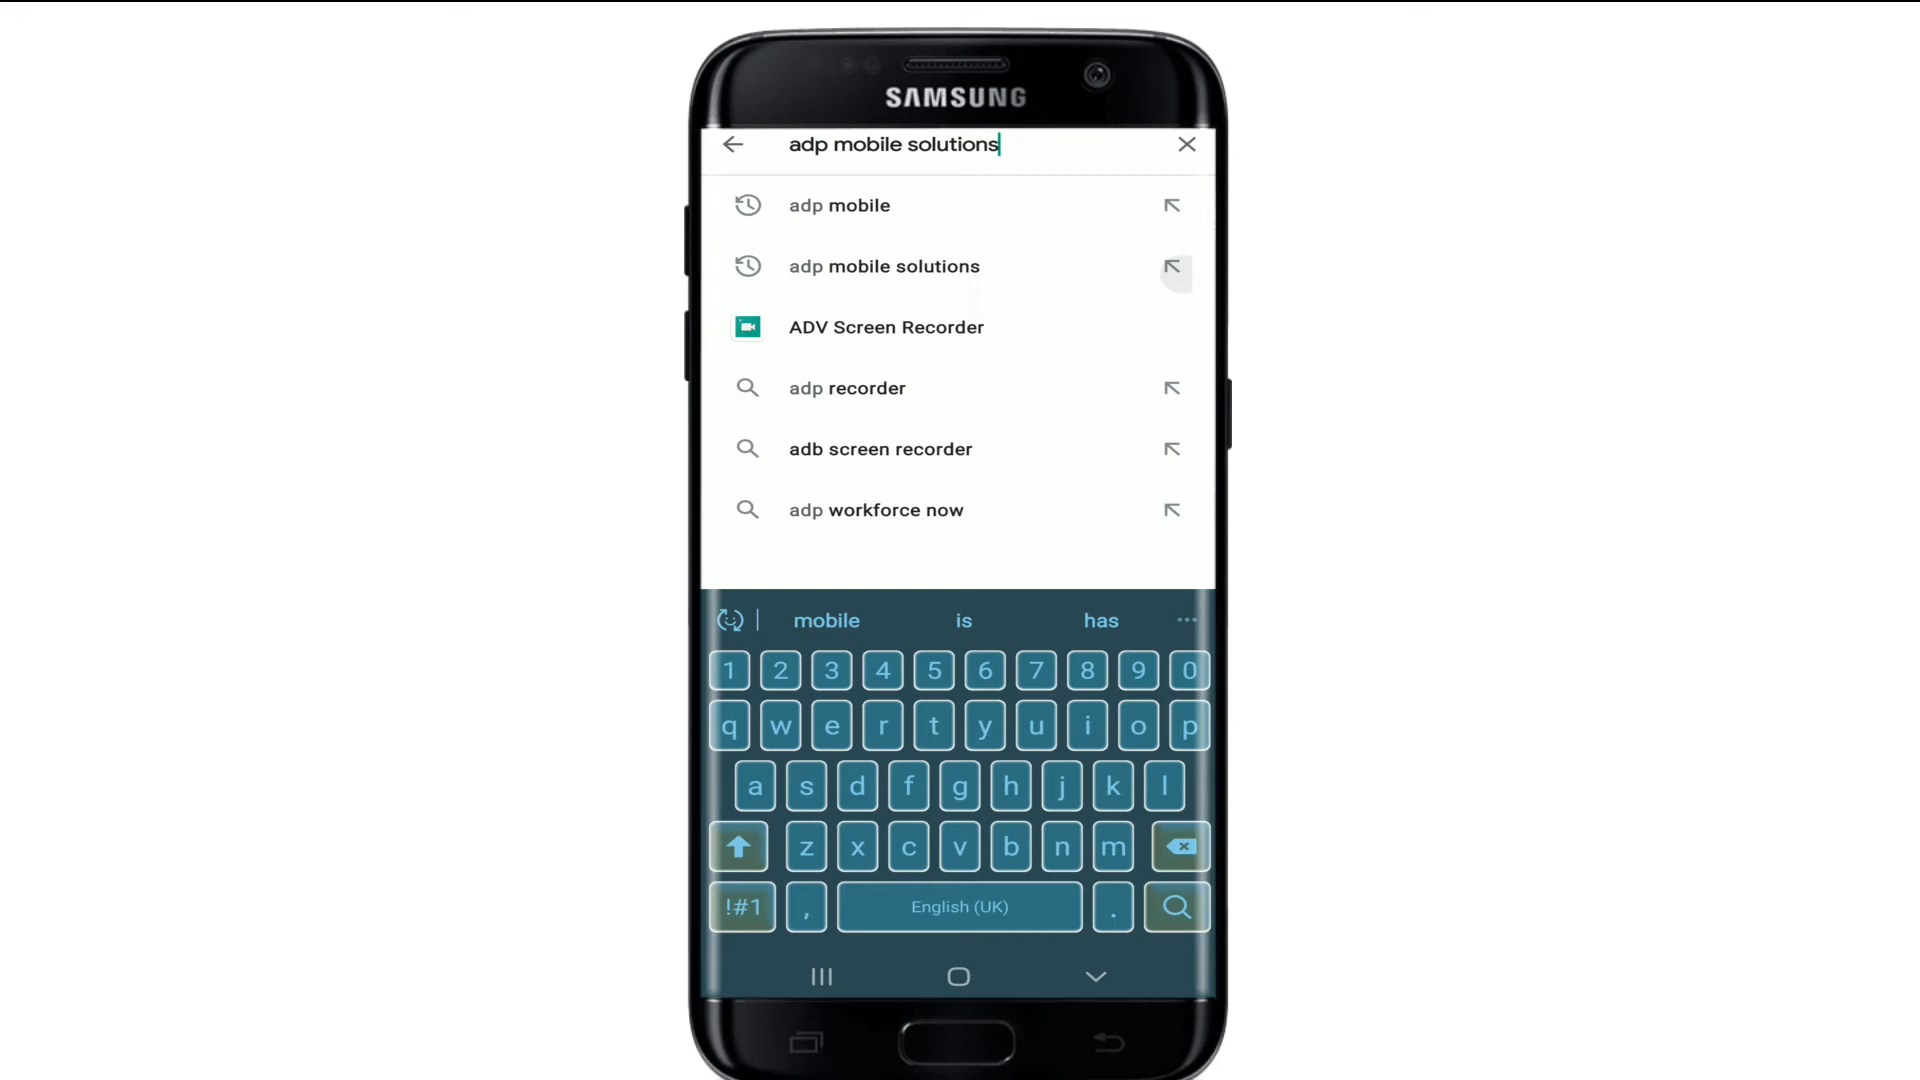 SAMSUNG
adp mobile solutions
adp mobile
adp mobile solutions
ADV Screen Recorder
adp recorder
adb screen recorder
adp workforce now
mobile is has
1 2 3 4 5 6 7 8 9 0
q w e r t y u i o p
a s d f g h j k l
z x c v b n m
!#1 , English (UK) .